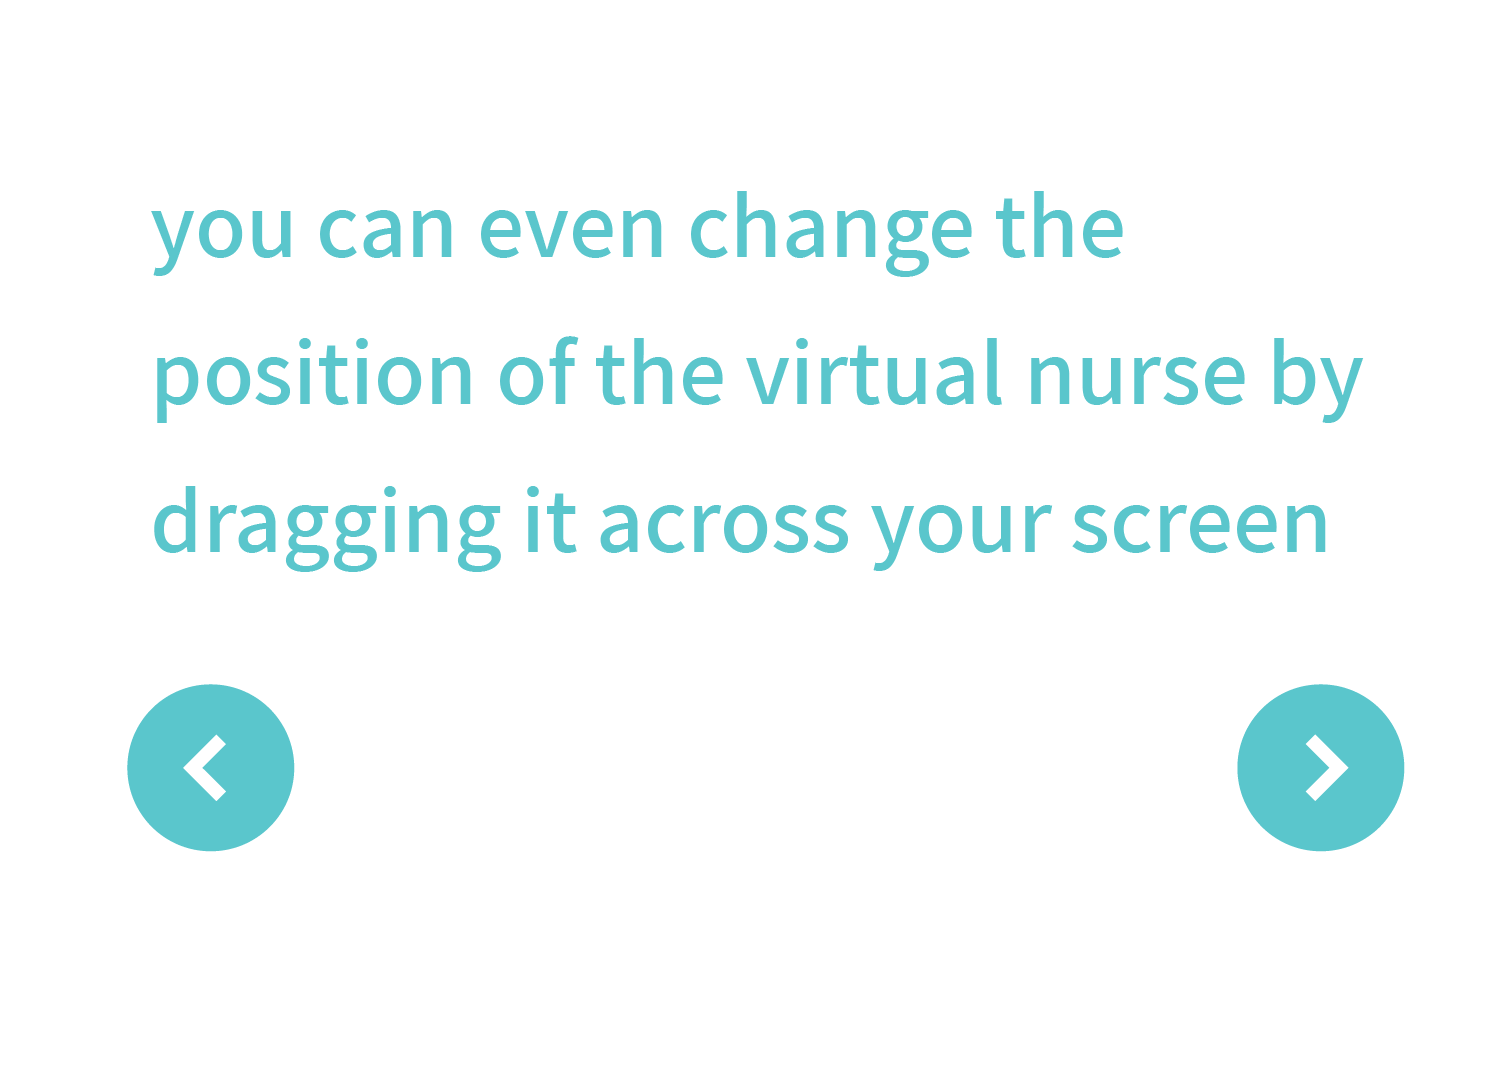 you can even change the
position of the virtual nurse by
dragging it across your screen